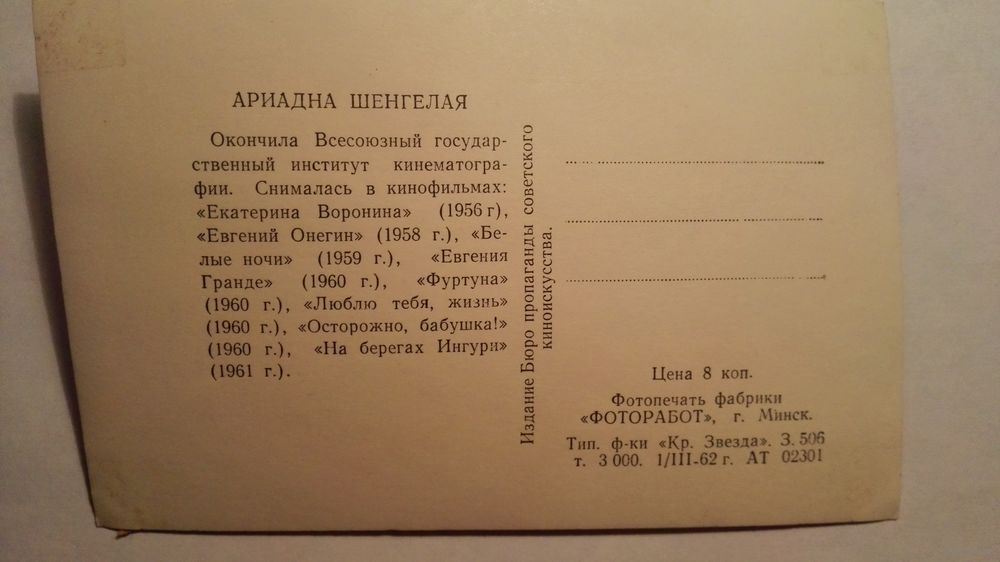 АРИАДНА ШЕНГЕЛАЯ
Окончила Всесоюзный государ-
ственный институт кинематогра-
фии. Снималась в кинофильмах:
«Екатерина Воронина» (1956 г),
«Евгений Онегин» (1958 г.), «Бе-
лые ночи» (1959 г.), «Евгения
Гранде» (1960 г.), «Фуртуна»
(1960 г.), «Люблю тебя, жизнь»
(1960 г.), «Осторожно, бабушка!»
(1960 г.), «На берегах Ингури»
(1961 г.).
Издание Бюро пропаганды советского
киноискусства.
Цена 8 коп.
Фотопечать фабрики
«ФОТОРАБОТ», г. Минск.
Тип. ф-ки «Кр. Звезда». З. 506
т. 3 000. 1/III-62 г. АТ 02301